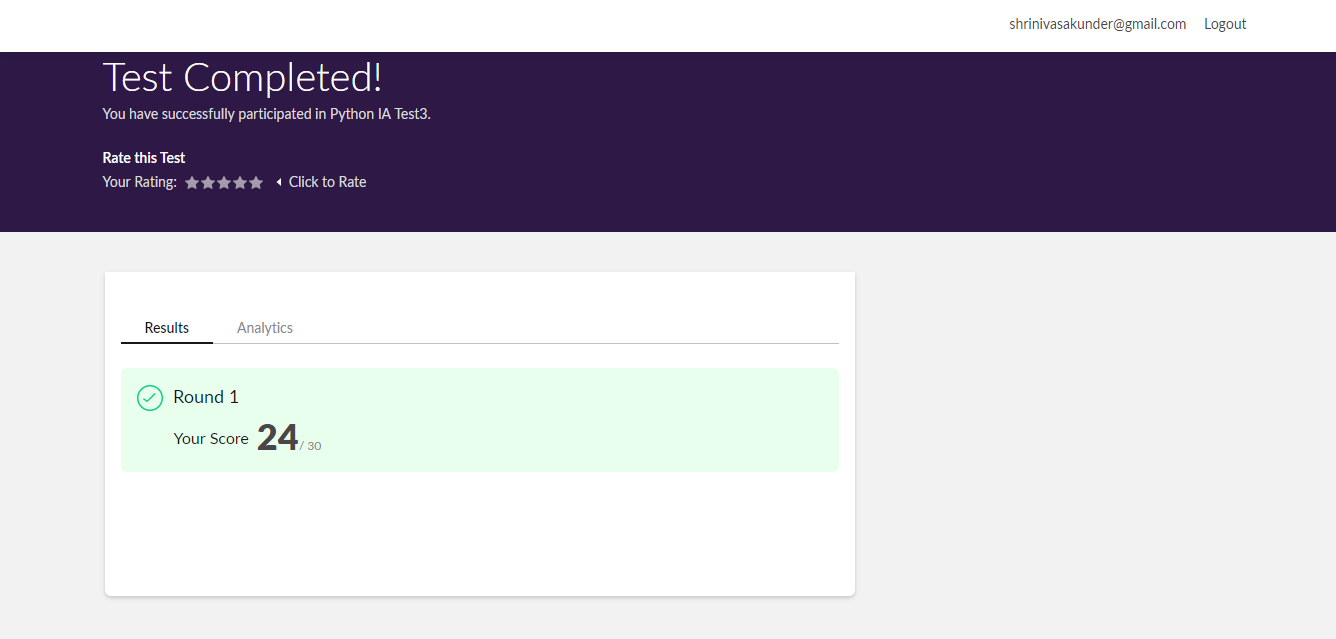 shrinivasakunder@gmail.com Logout
Test Completed!
You have successfully participated in Python IA Test3.
Rate this Test
Your Rating: Click to Rate
Results Analytics
Round 1
Your Score 24 / 30